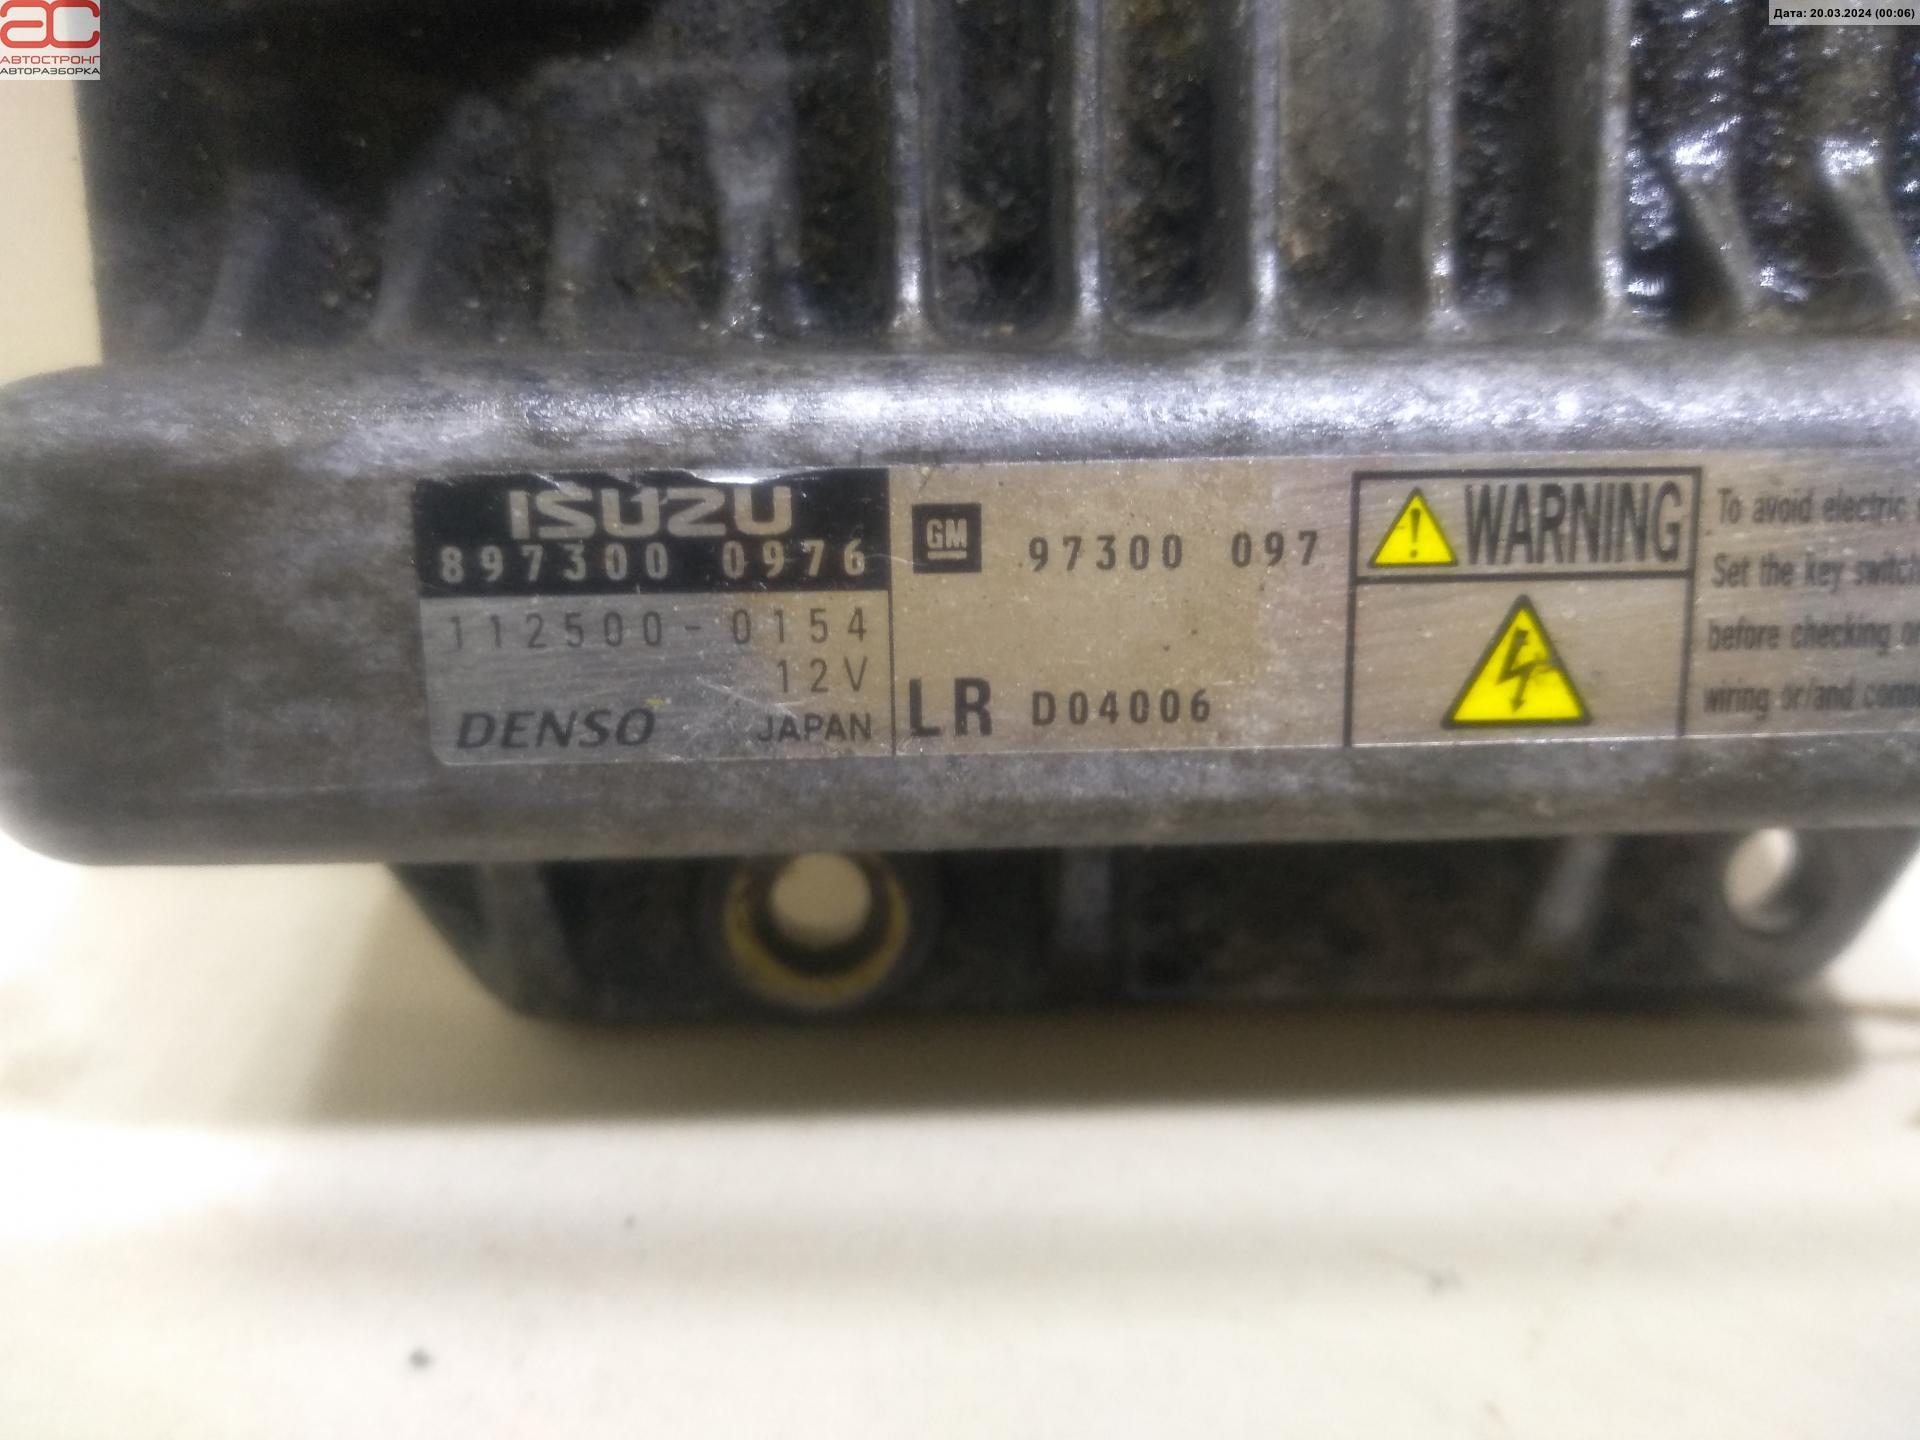 АС
АВТОСТРОНГ
АВТОРАЗБОРКА
Дата: 20.03.2024 (00:06)
ISUZU
897300 0976
112500-0154
12V
DENSO JAPAN
GM 97300 097
LR D04006
WARNING
To avoid electric
Set the key switch
before checking
wiring or/and